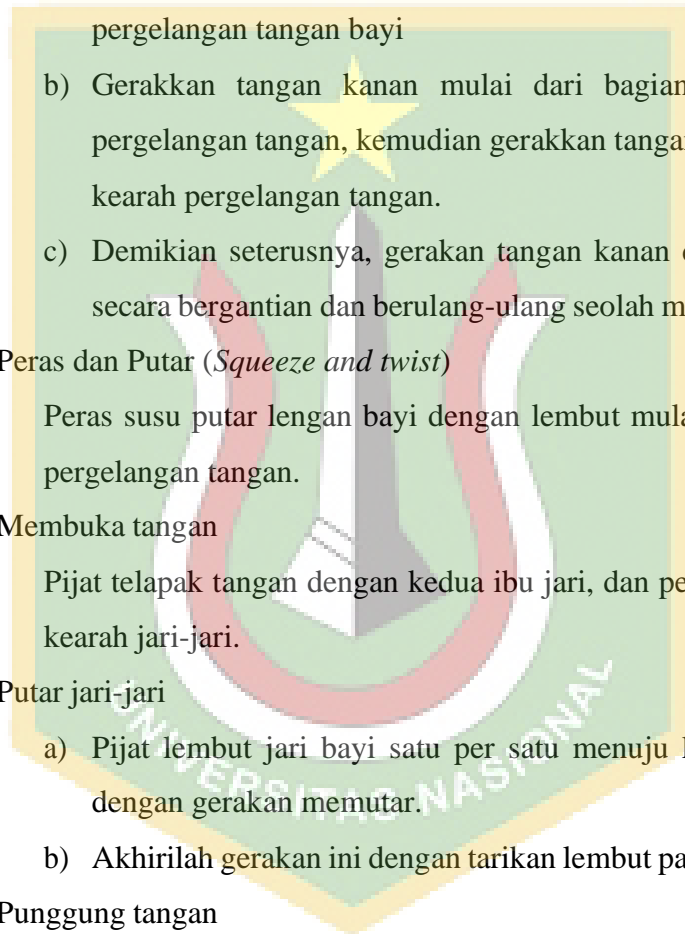 pergelangan tangan bayi
b) Gerakkan tangan kanan mulai dari bagian
pergelangan tangan, kemudian gerakkan tangan
kearah pergelangan tangan.
c) Demikian seterusnya, gerakan tangan kanan
secara bergantian dan berulang-ulang seolah
Peras dan Putar (Squeeze and twist)
Peras susu putar lengan bayi dengan lembut
pergelangan tangan.
Membuka tangan
Pijat telapak tangan dengan kedua ibu jari, dan
kearah jari-jari.
Putar jari-jari
a) Pijat lembut jari bayi satu per satu menuju
dengan gerakan memutar.
b) Akhirilah gerakan ini dengan tarikan lembut
Punggung tangan
UNIVERSITAS NASIONAL